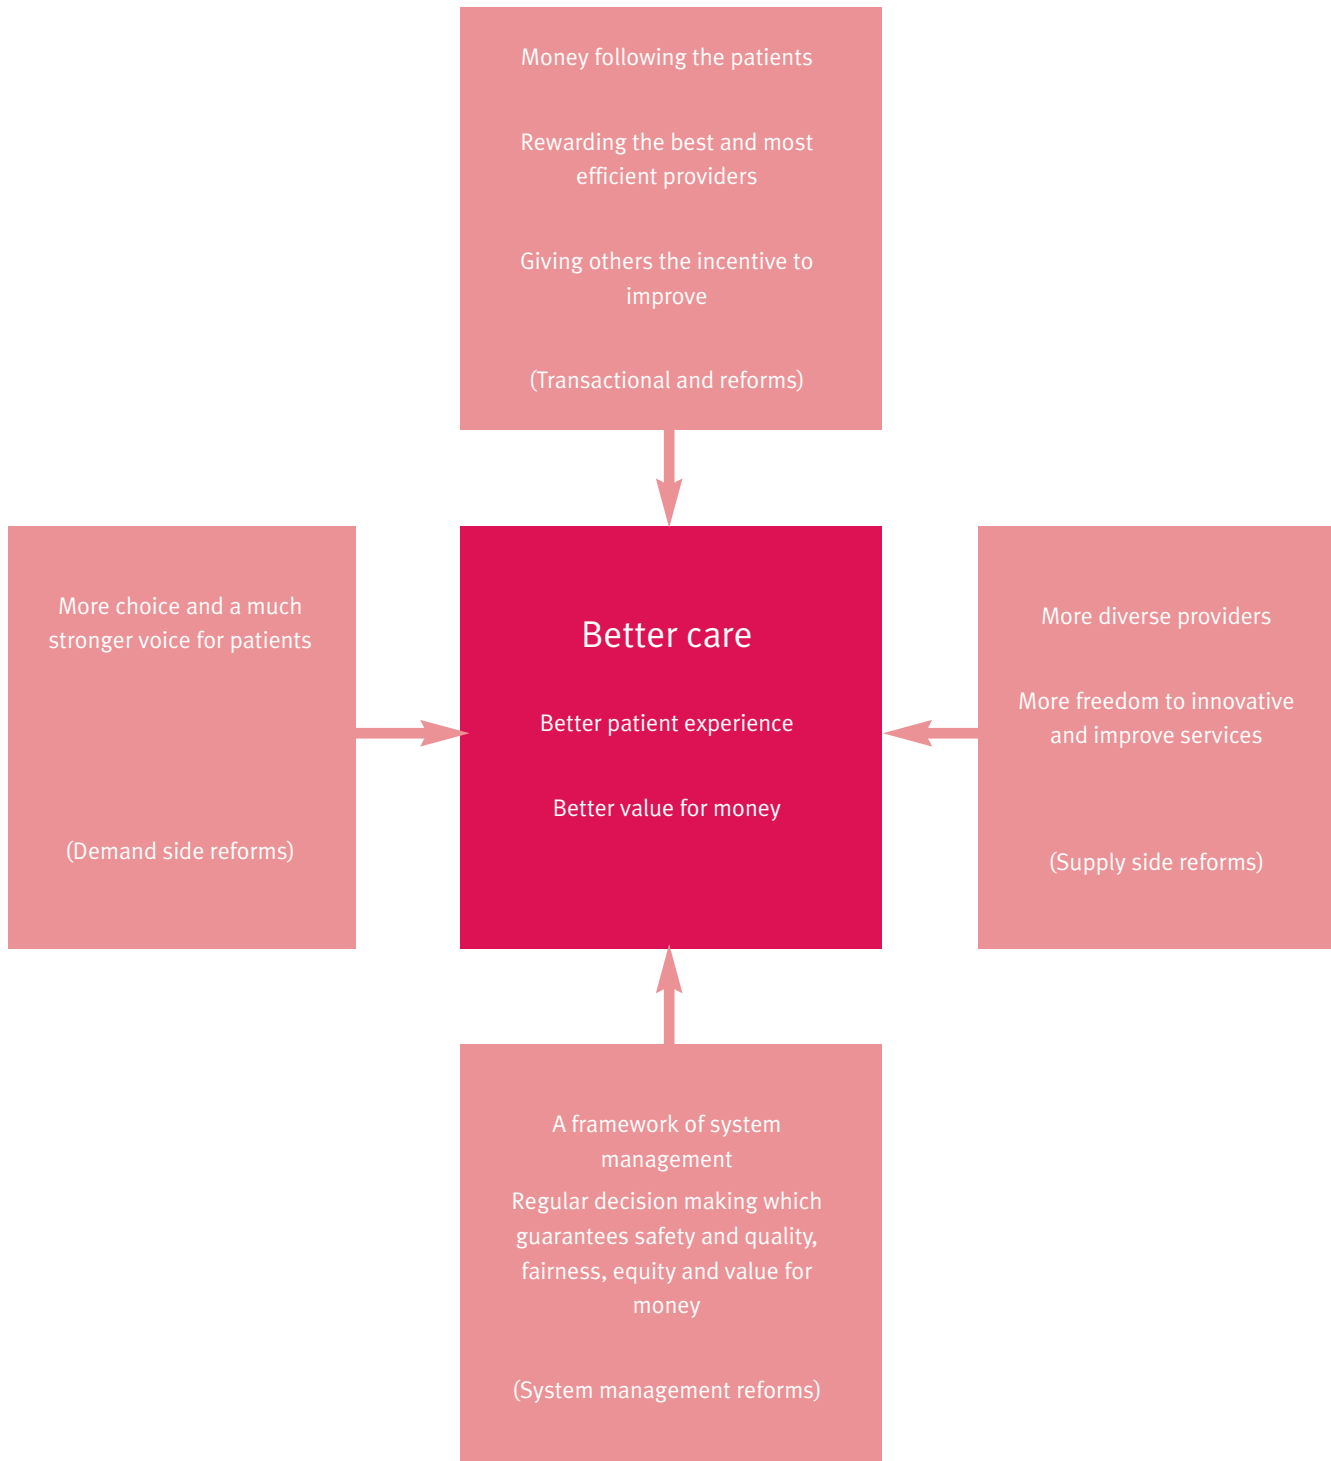 Money following the patients
Rewarding the best and most
efficient providers
Giving others the incentive to
improve
(Transactional and reforms)
More choice and a much
stronger voice for patients
(Demand side reforms)
Better care
Better patient experience
Better value for money
More diverse providers
More freedom to innovative
and improve services
(Supply side reforms)
A framework of system
management
Regular decision making which
guarantees safety and quality,
fairness, equity and value for
money
(System management reforms)